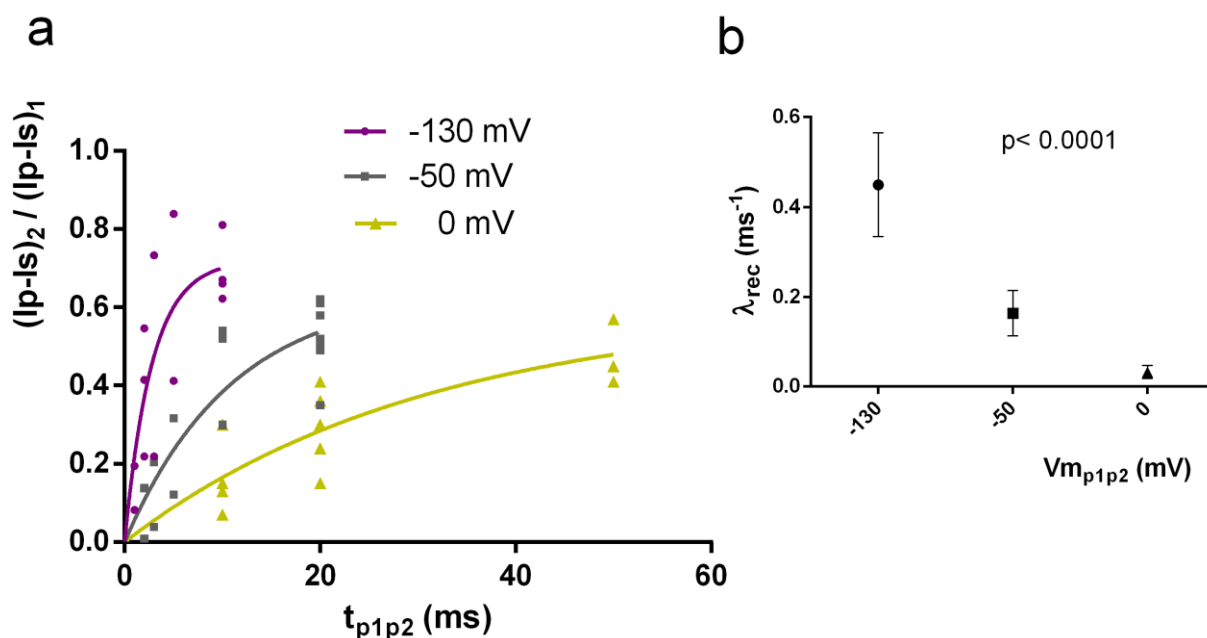 a
(Ip-Is)2 / (Ip-Is)1
-130 mV
-50 mV
0 mV
1.0
0.8
0.6
0.4
0.2
0.0
0
20
40
60
tp1p2 (ms)
b
λrec (ms-1)
p< 0.0001
0.6
0.4
0.2
0.0
-130
-50
0
Vmp1p2 (mV)